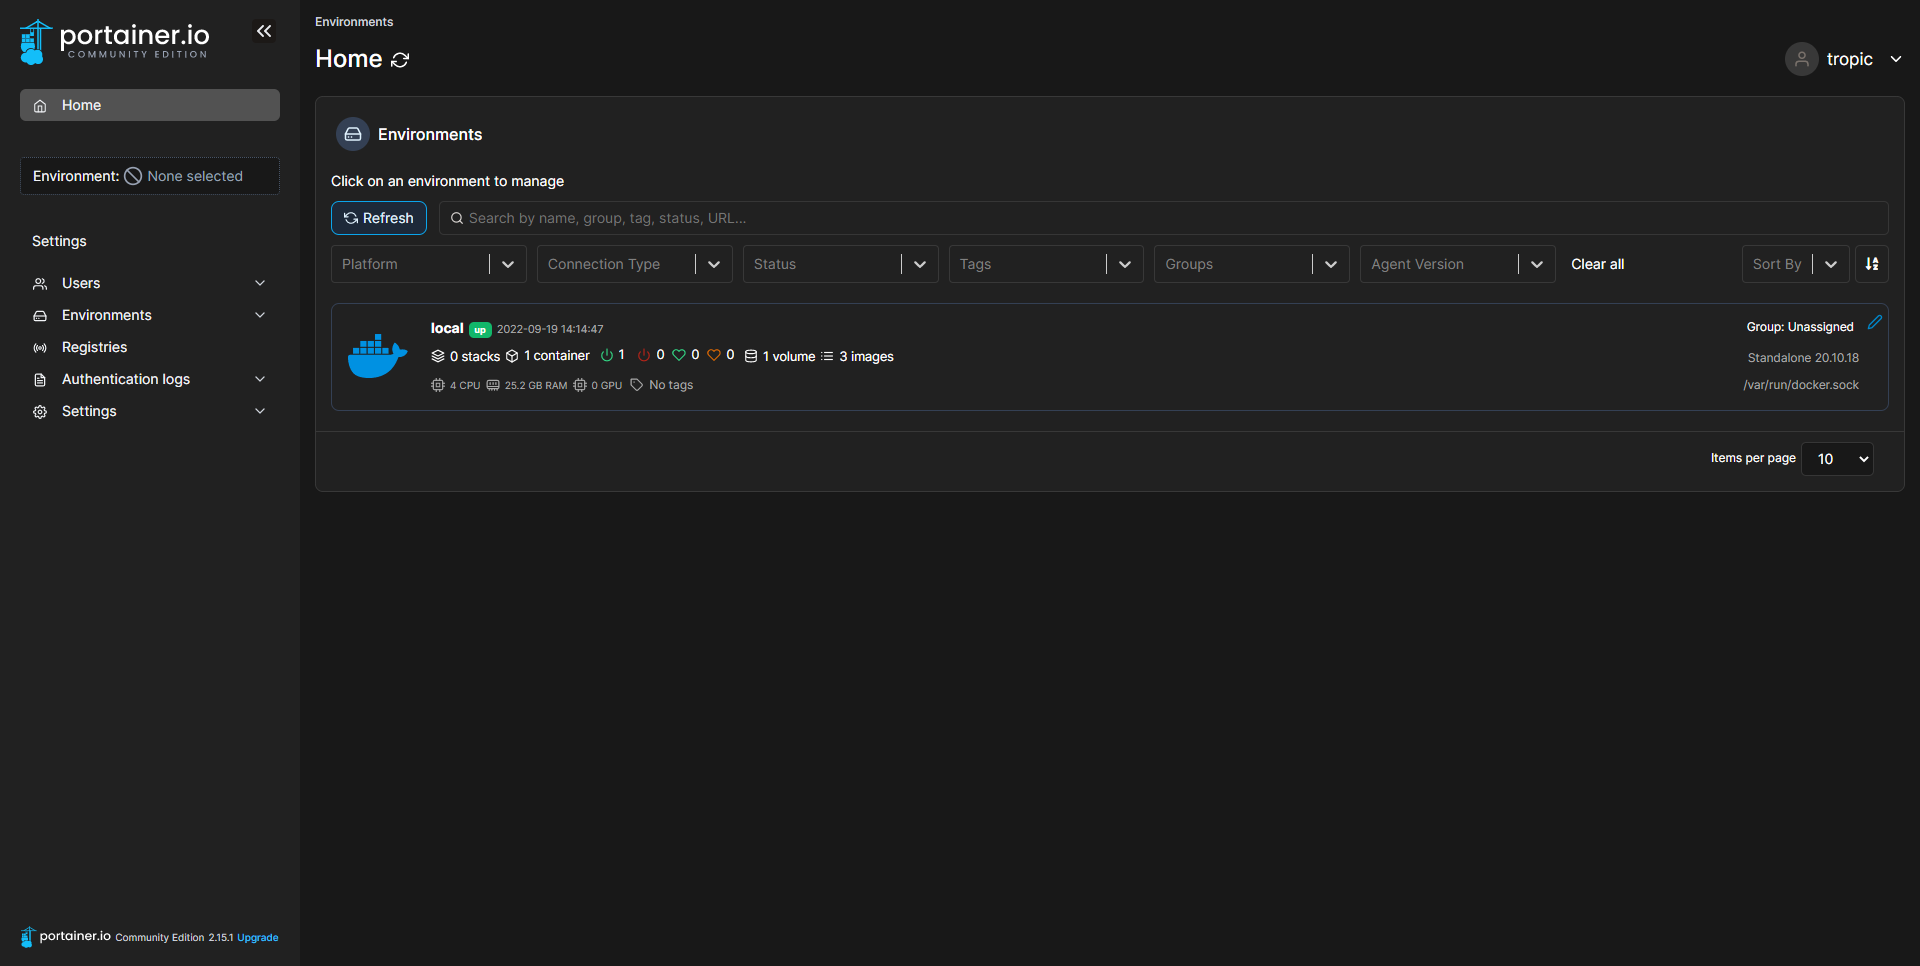 portainer.io
COMMUNITY EDITION
Home
Environment: None selected
Settings
Users
Environments
Registries
Authentication logs
Settings
portainer.io Community Edition 2.15.1 Upgrade
Environments
Home
tropic
Environments
Click on an environment to manage
Refresh
Search by name, group, tag, status, URL...
Platform
Connection Type
Status
Tags
Groups
Agent Version
Clear all
Sort By
local up 2022-09-19 14:14:47
0 stacks 1 container 1 0 0 0 1 volume 3 images
4 CPU 25.2 GB RAM 0 GPU No tags
Group: Unassigned
Standalone 20.10.18
/var/run/docker.sock
Items per page 10